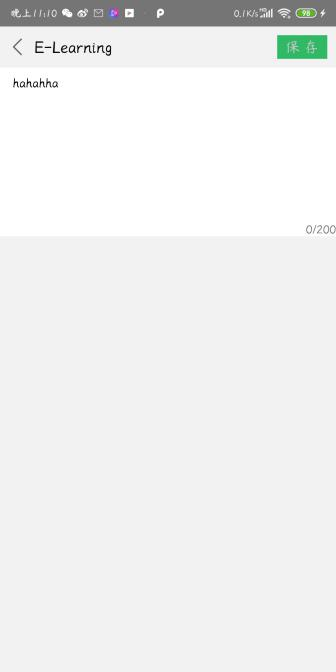 晚上11:10 0.1K/s 98
E-Learning 保存
hahahha
0/200